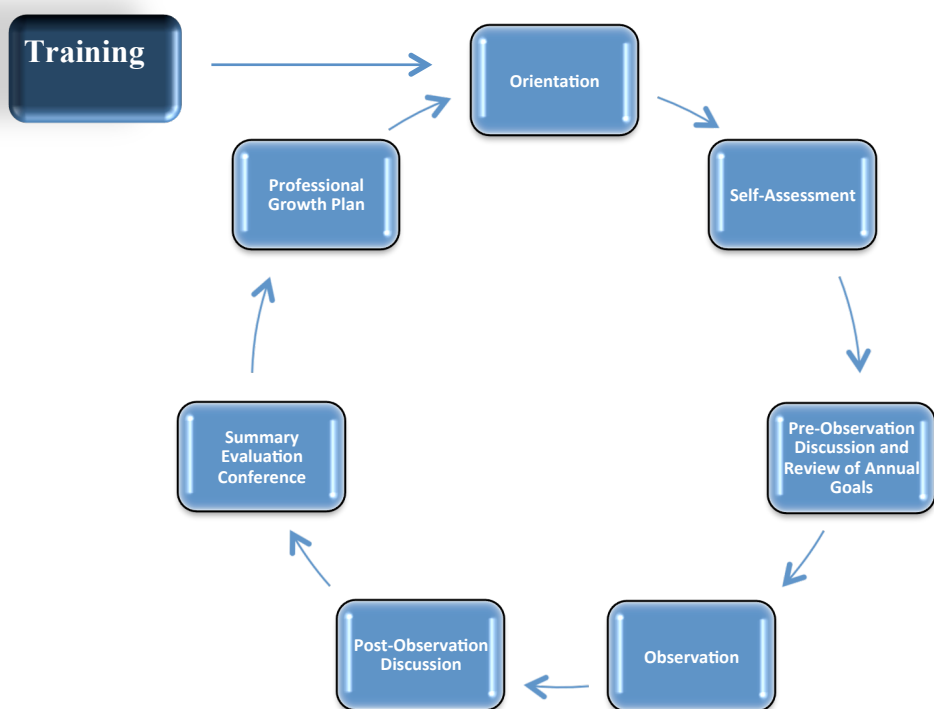 Training
Orientation
Self-Assessment
Pre-Observation
Discussion and
Review of Annual
Goals
Observation
Post-Observation
Discussion
Summary
Evaluation
Conference
Professional
Growth Plan